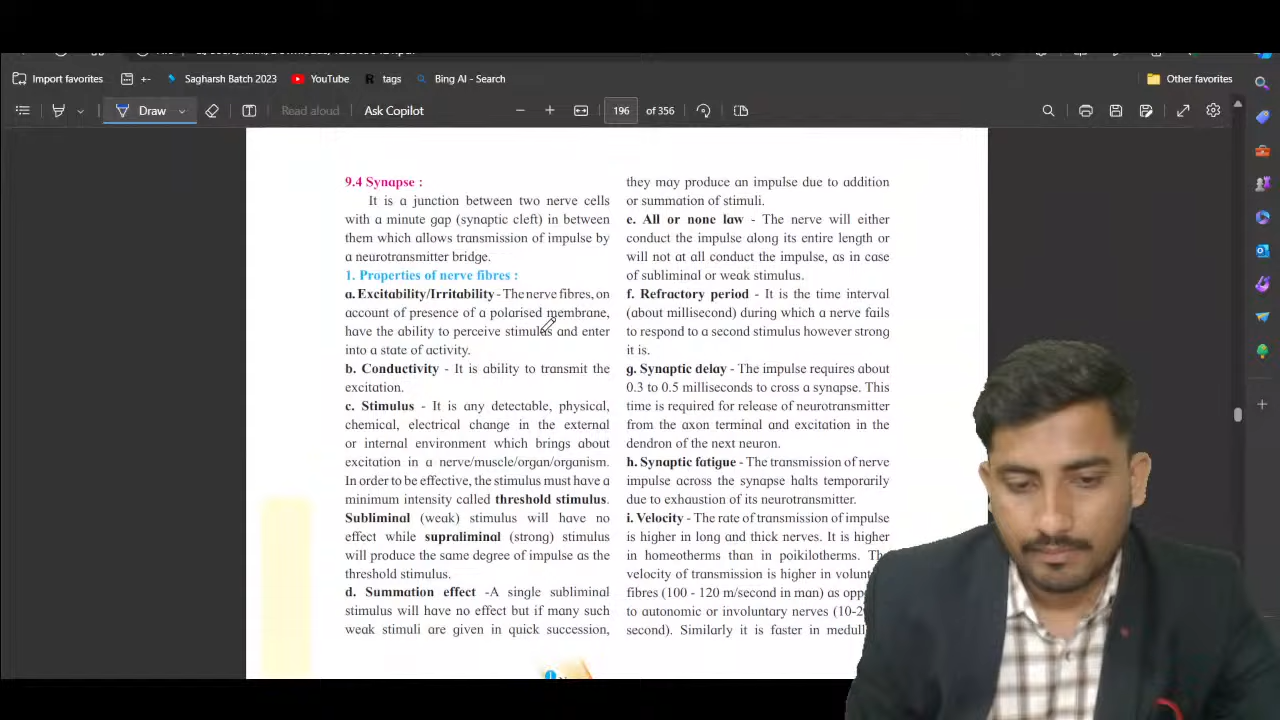 Import favorites
Sagharsh Batch 2023
YouTube
tags
Bing AI - Search
Other favorites
Draw
Read aloud
Ask Copilot
196 of 356
9.4 Synapse :
It is a junction between two nerve cells
with a minute gap (synaptic cleft) in between
them which allows transmission of impulse by
a neurotransmitter bridge.
1. Properties of nerve fibres :
a. Excitability/Irritability - The nerve fibres, on
account of presence of a polarised membrane,
have the ability to perceive stimulus and enter
into a state of activity.
b. Conductivity - It is ability to transmit the
excitation.
c. Stimulus - It is any detectable, physical,
chemical, electrical change in the external
or internal environment which brings about
excitation in a nerve/muscle/organ/organism.
In order to be effective, the stimulus must have a
minimum intensity called threshold stimulus.
Subliminal (weak) stimulus will have no
effect while supraliminal (strong) stimulus
will produce the same degree of impulse as the
threshold stimulus.
d. Summation effect -A single subliminal
stimulus will have no effect but if many such
weak stimuli are given in quick succession,
they may produce an impulse due to addition
or summation of stimuli.
e. All or none law - The nerve will either
conduct the impulse along its entire length or
will not at all conduct the impulse, as in case
of subliminal or weak stimulus.
f. Refractory period - It is the time interval
(about millisecond) during which a nerve fails
to respond to a second stimulus however strong
it is.
g. Synaptic delay - The impulse requires about
0.3 to 0.5 milliseconds to cross a synapse. This
time is required for release of neurotransmitter
from the axon terminal and excitation in the
dendron of the next neuron.
h. Synaptic fatigue - The transmission of nerve
impulse across the synapse halts temporarily
due to exhaustion of its neurotransmitter.
i. Velocity - The rate of transmission of impulse
is higher in long and thick nerves. It is higher
in homeotherms than in poikilotherms.
velocity of transmission is higher in
fibres (100 - 120 m/second in man) as
to autonomic or involuntary nerves
second). Similarly it is faster in